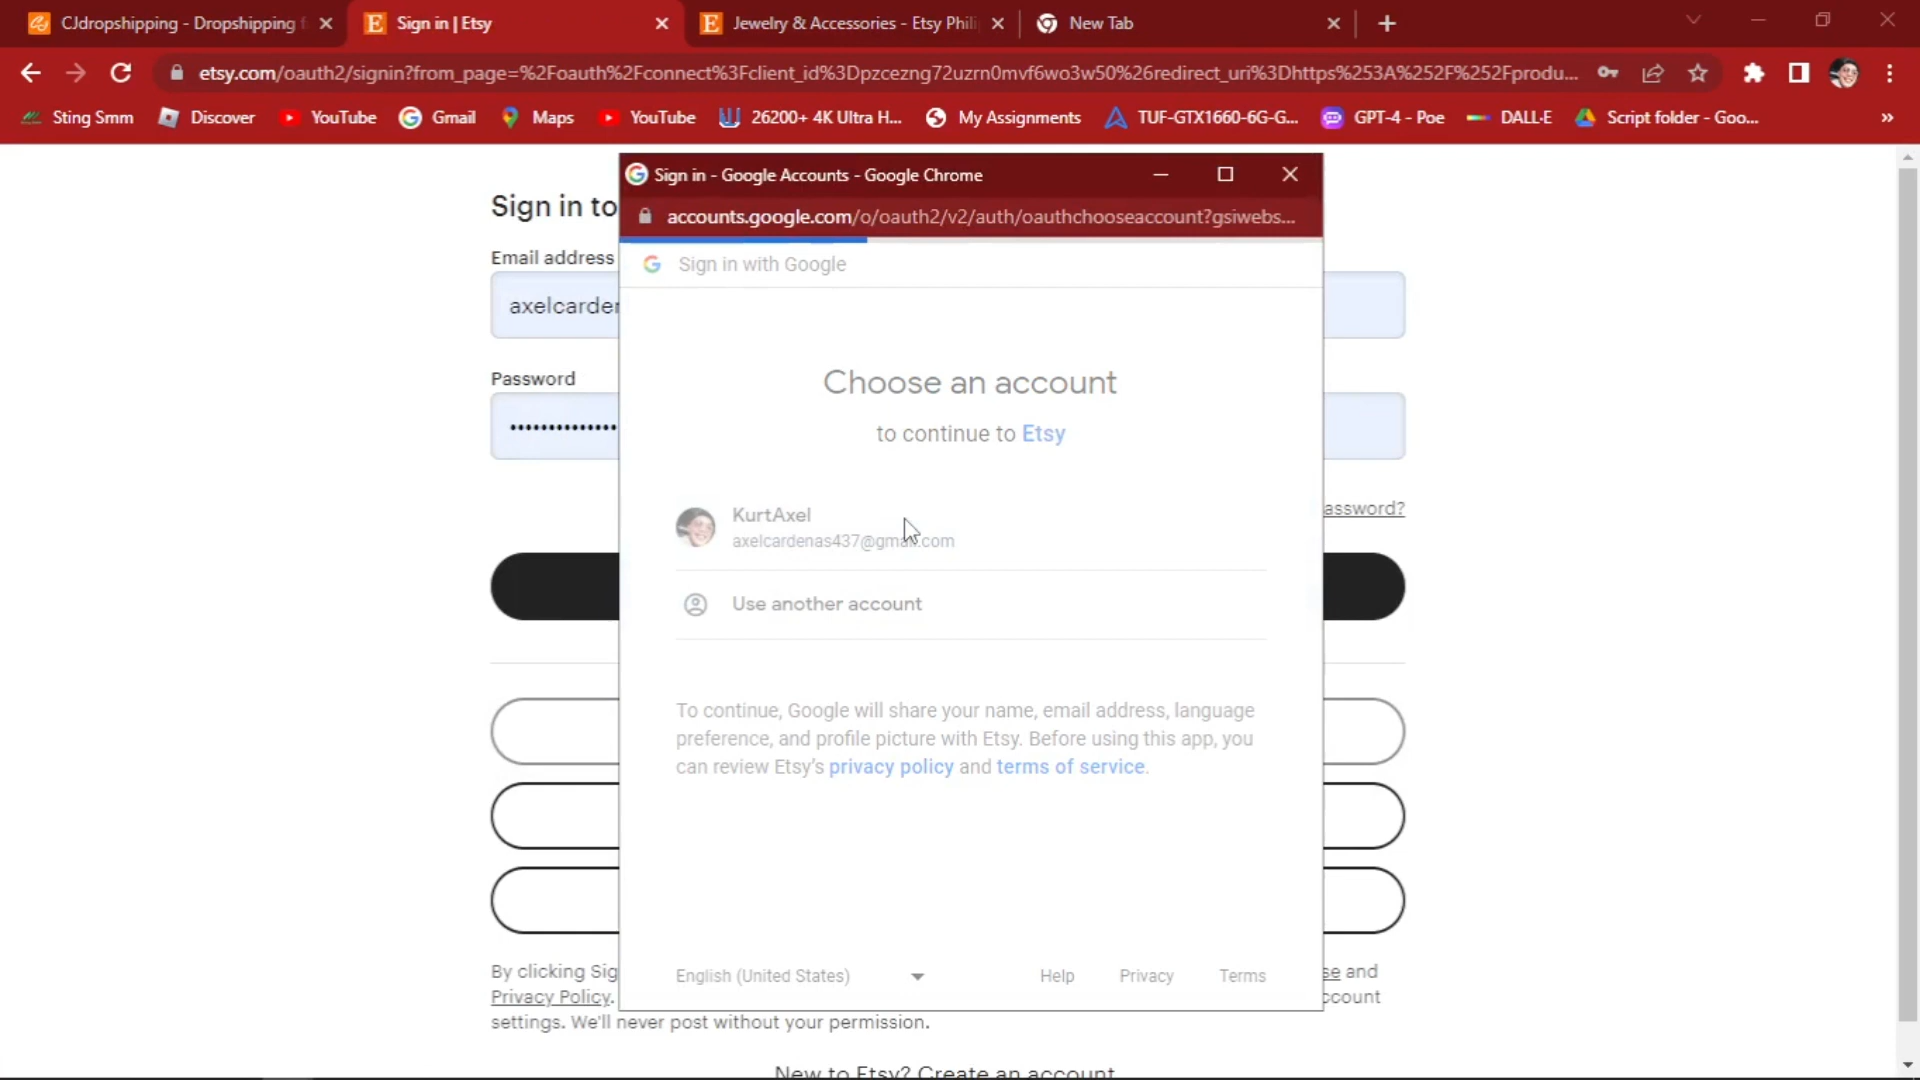 CJdropshipping - Dropshipping f
Sign in | Etsy
Jewelry & Accessories - Etsy Phili
New Tab
etsy.com/oauth2/signin?from_page=%2Foauth%2Fconnect%3Fclient_id%3Dpzcezng72uzrn0mvf6wo3w50%26redirect_uri%3Dhttps%253A%252F%252Fprodu...
Sting Smm
Discover
YouTube
Gmail
Maps
YouTube
26200+ 4K Ultra H...
My Assignments
TUF-GTX1660-6G-G...
GPT-4 - Poe
DALL·E
Script folder - Goo...
»
Sign in to
Email address
axelcarden
Password
••••••••••••••
assword?
Sign in - Google Accounts - Google Chrome
accounts.google.com/o/oauth2/v2/auth/oauthchooseaccount?gsiwebs...
Sign in with Google
Choose an account
to continue to Etsy
KurtAxel
axelcardenas437@gmail.com
Use another account
To continue, Google will share your name, email address, language
preference, and profile picture with Etsy. Before using this app, you
can review Etsy's privacy policy and terms of service.
English (United States)
Help
Privacy
Terms
By clicking Sig
se and
Privacy Policy.
ccount
settings. We'll never post without your permission.
New to Etsy? Create an account